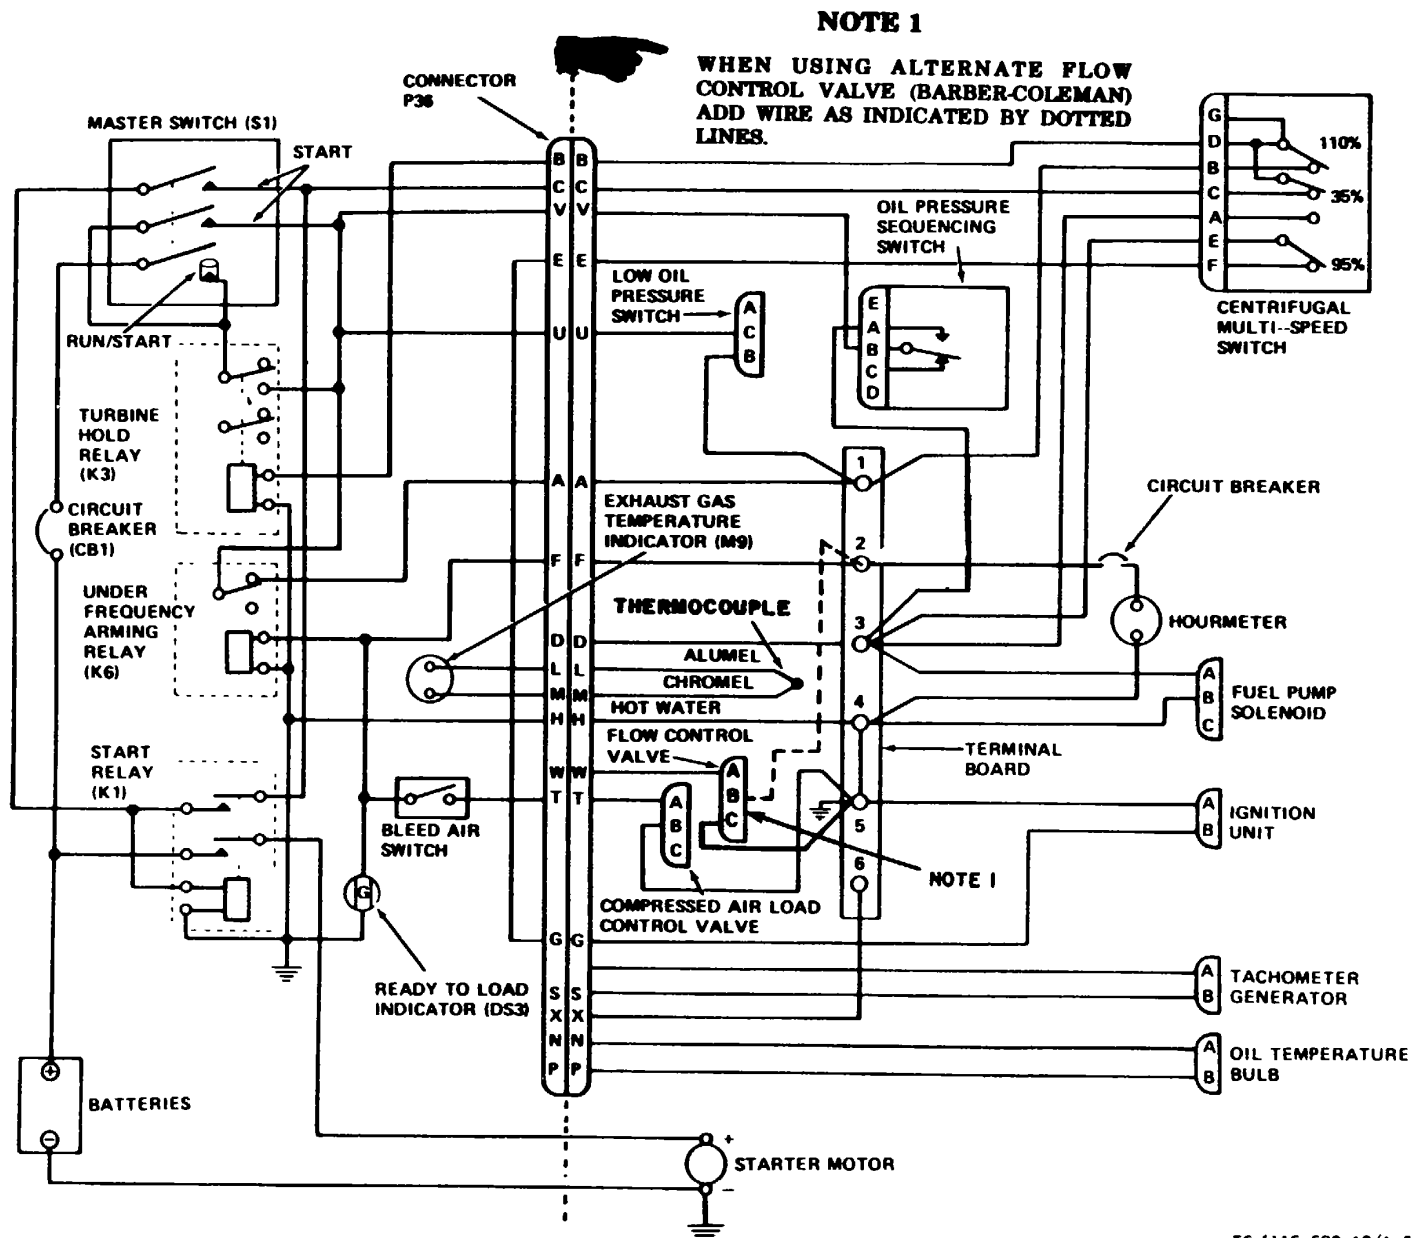 NOTE 1
WHEN USING ALTERNATE FLOW
CONTROL VALVE (BARBER-COLEMAN)
ADD WIRE AS INDICATED BY DOTTED
LINES.
CONNECTOR
P36
MASTER SWITCH (S1)
START
RUN/START
TURBINE
HOLD
RELAY
(K3)
CIRCUIT
BREAKER
(CB1)
UNDER
FREQUENCY
ARMING
RELAY
(K6)
START
RELAY
(K1)
BATTERIES
+
−
B B
C C
V V
E E
U U
A A
F F
D D
L L
M M
H H
W W
T T
G G
S S
X X
N N
P P
BLEED AIR
SWITCH
G
READY TO LOAD
INDICATOR (DS3)
LOW OIL
PRESSURE
SWITCH
A
C
B
OIL PRESSURE
SEQUENCING
SWITCH
E
A
B
C
D
G
D
B
C
A
E
F
110%
35%
95%
CENTRIFUGAL
MULTI--SPEED
SWITCH
EXHAUST GAS
TEMPERATURE
INDICATOR (M9)
THERMOCOUPLE
ALUMEL
CHROMEL
HOT WATER
FLOW CONTROL
VALVE
A
B
C
A
B
C
COMPRESSED AIR LOAD
CONTROL VALVE
NOTE I
1
2
3
4
5
6
TERMINAL
BOARD
CIRCUIT BREAKER
HOURMETER
A
B
C
FUEL PUMP
SOLENOID
A
B
IGNITION
UNIT
A
B
TACHOMETER
GENERATOR
A
B
OIL TEMPERATURE
BULB
+
STARTER MOTOR
−